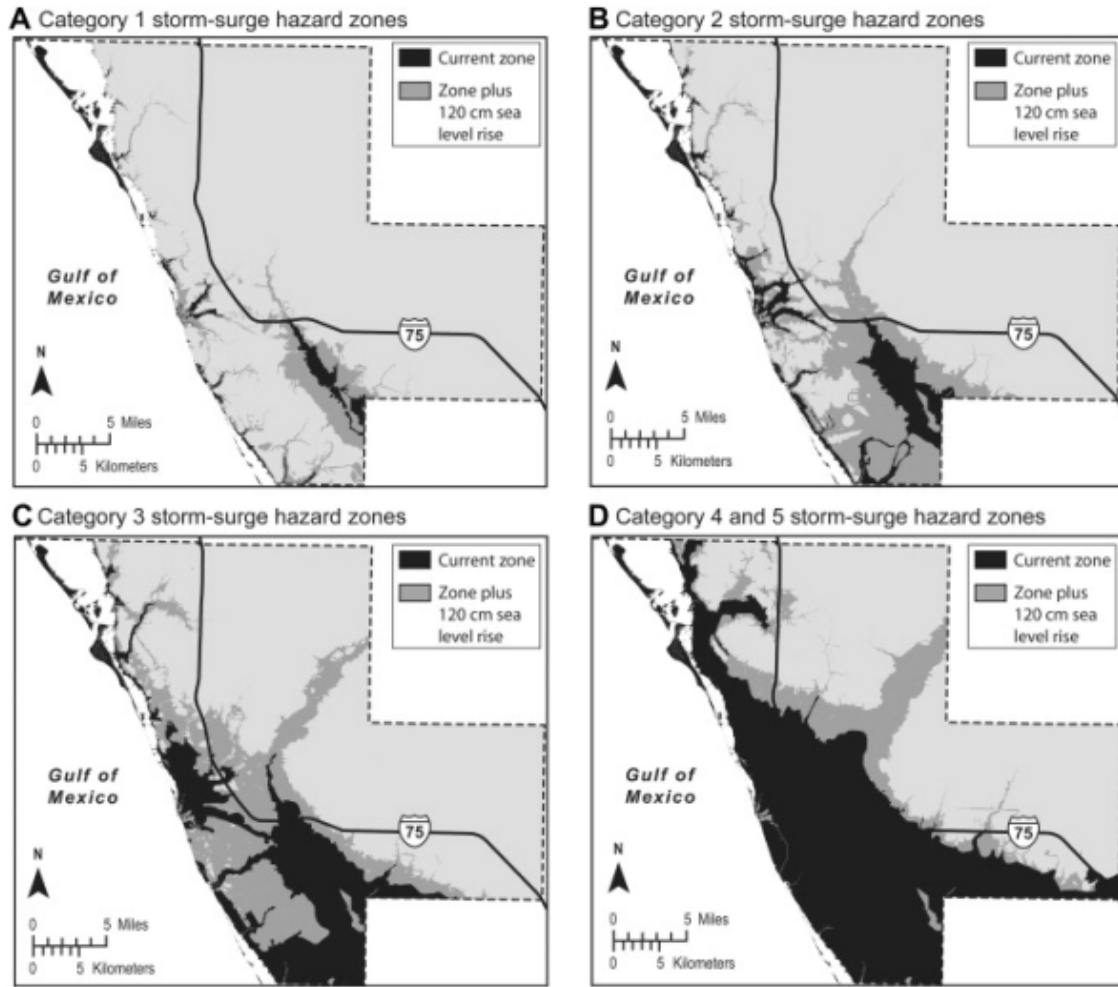 A Category 1 storm-surge hazard zones
Current zone
Zone plus
120 cm sea
level rise
Gulf of
Mexico
75
N
0 5 Miles
0 5 Kilometers
B Category 2 storm-surge hazard zones
Current zone
Zone plus
120 cm sea
level rise
Gulf of
Mexico
75
N
0 5 Miles
0 5 Kilometers
C Category 3 storm-surge hazard zones
Current zone
Zone plus
120 cm sea
level rise
Gulf of
Mexico
75
N
0 5 Miles
0 5 Kilometers
D Category 4 and 5 storm-surge hazard zones
Current zone
Zone plus
120 cm sea
level rise
Gulf of
Mexico
75
N
0 5 Miles
0 5 Kilometers